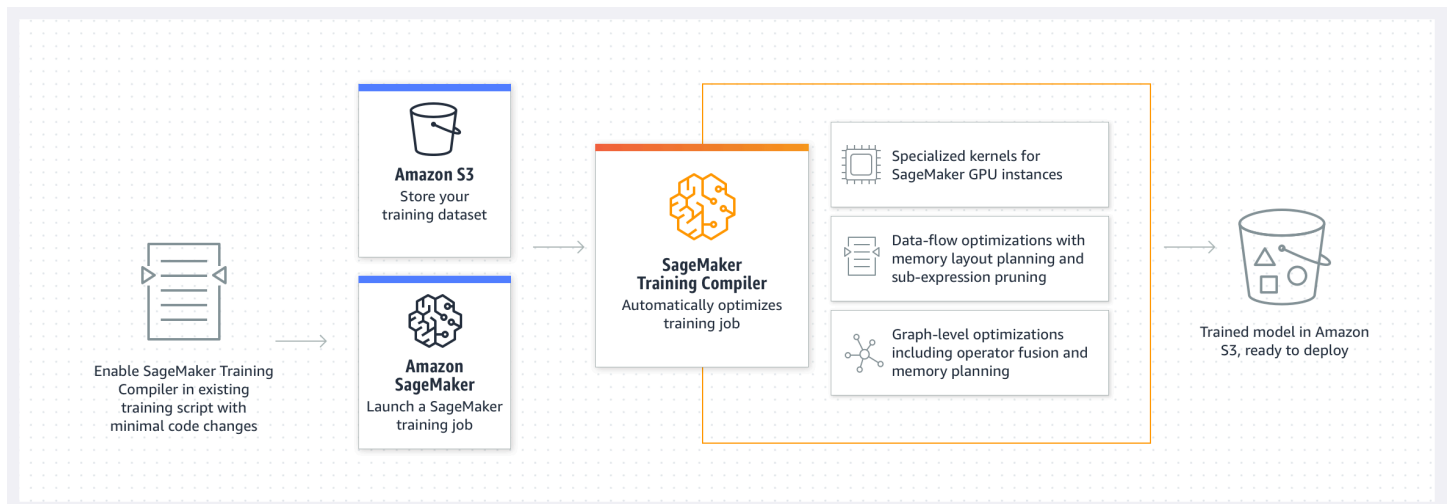 Enable SageMaker Training
Compiler in existing
training script with
minimal code changes
Amazon S3
Store your
training dataset
Amazon
SageMaker
Launch a SageMaker
training job
SageMaker
Training Compiler
Automatically optimizes
training job
Specialized kernels for
SageMaker GPU instances
Data-flow optimizations with
memory layout planning and
sub-expression pruning
Graph-level optimizations
including operator fusion and
memory planning
Trained model in Amazon
S3, ready to deploy